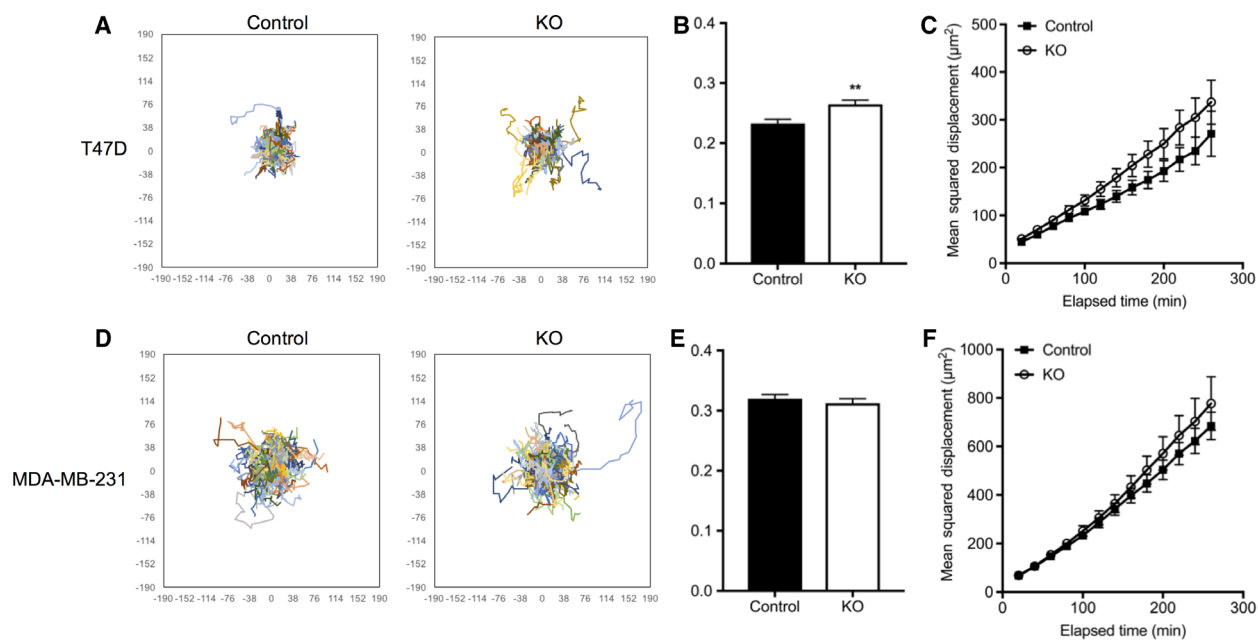 A
Control
KO
T47D
190
152
114
76
38
0
-38
-76
-114
-152
-190
-190 -152 -114 -76 -38 0 38 76 114 152 190
190
152
114
76
38
0
-38
-76
-114
-152
-190
-190 -152 -114 -76 -38 0 38 76 114 152 190
B
0.4
0.3
0.2
0.1
0.0
**
Control KO
C
Control
KO
Mean squared displacement (µm²)
500
400
300
200
100
0
0 100 200 300
Elapsed time (min)
D
Control
KO
MDA-MB-231
190
152
114
76
38
0
-38
-76
-114
-152
-190
-190 -152 -114 -76 -38 0 38 76 114 152 190
190
152
114
76
38
0
-38
-76
-114
-152
-190
-190 -152 -114 -76 -38 0 38 76 114 152 190
E
0.4
0.3
0.2
0.1
0.0
Control KO
F
Control
KO
Mean squared displacement (µm²)
1000
800
600
400
200
0
0 100 200 300
Elapsed time (min)